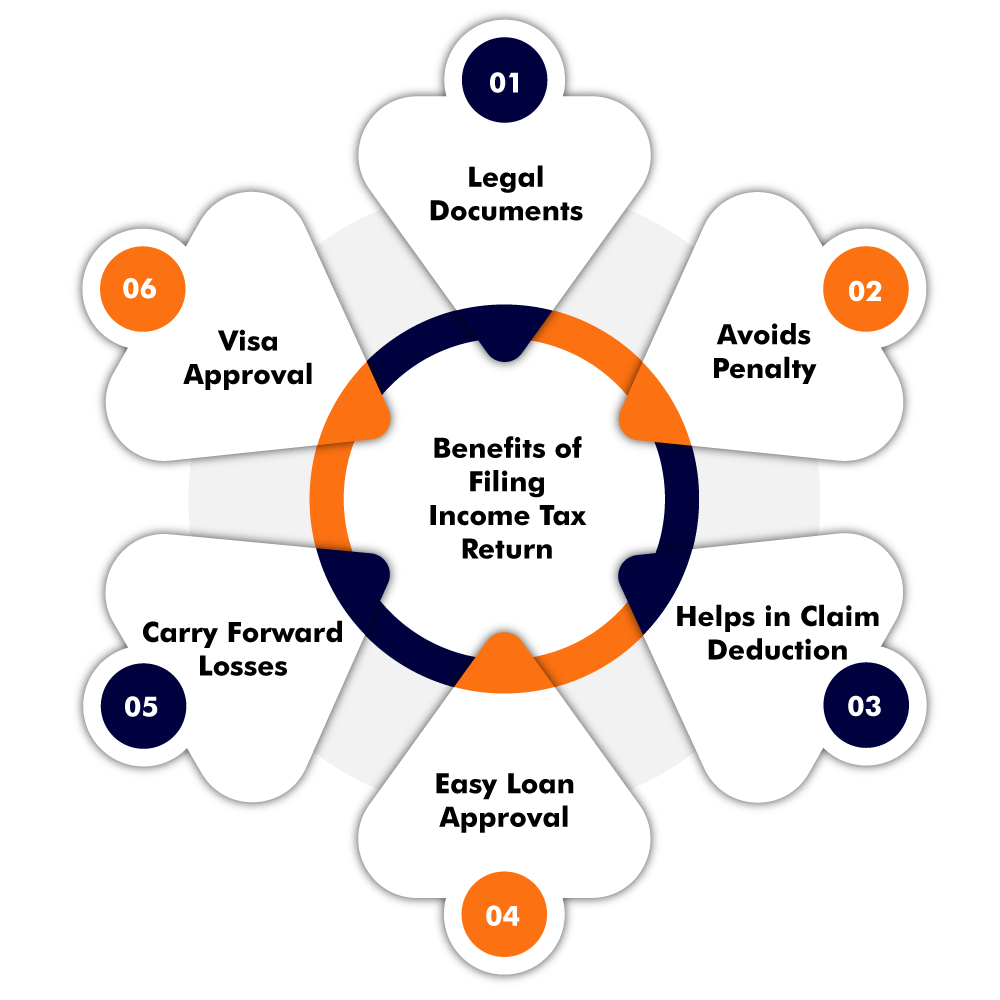 01
Legal
Documents
02
Avoids
Penalty
Helps in Claim
Deduction
03
Easy Loan
Approval
04
Carry Forward
Losses
05
06
Visa
Approval
Benefits of
Filing
Income Tax
Return